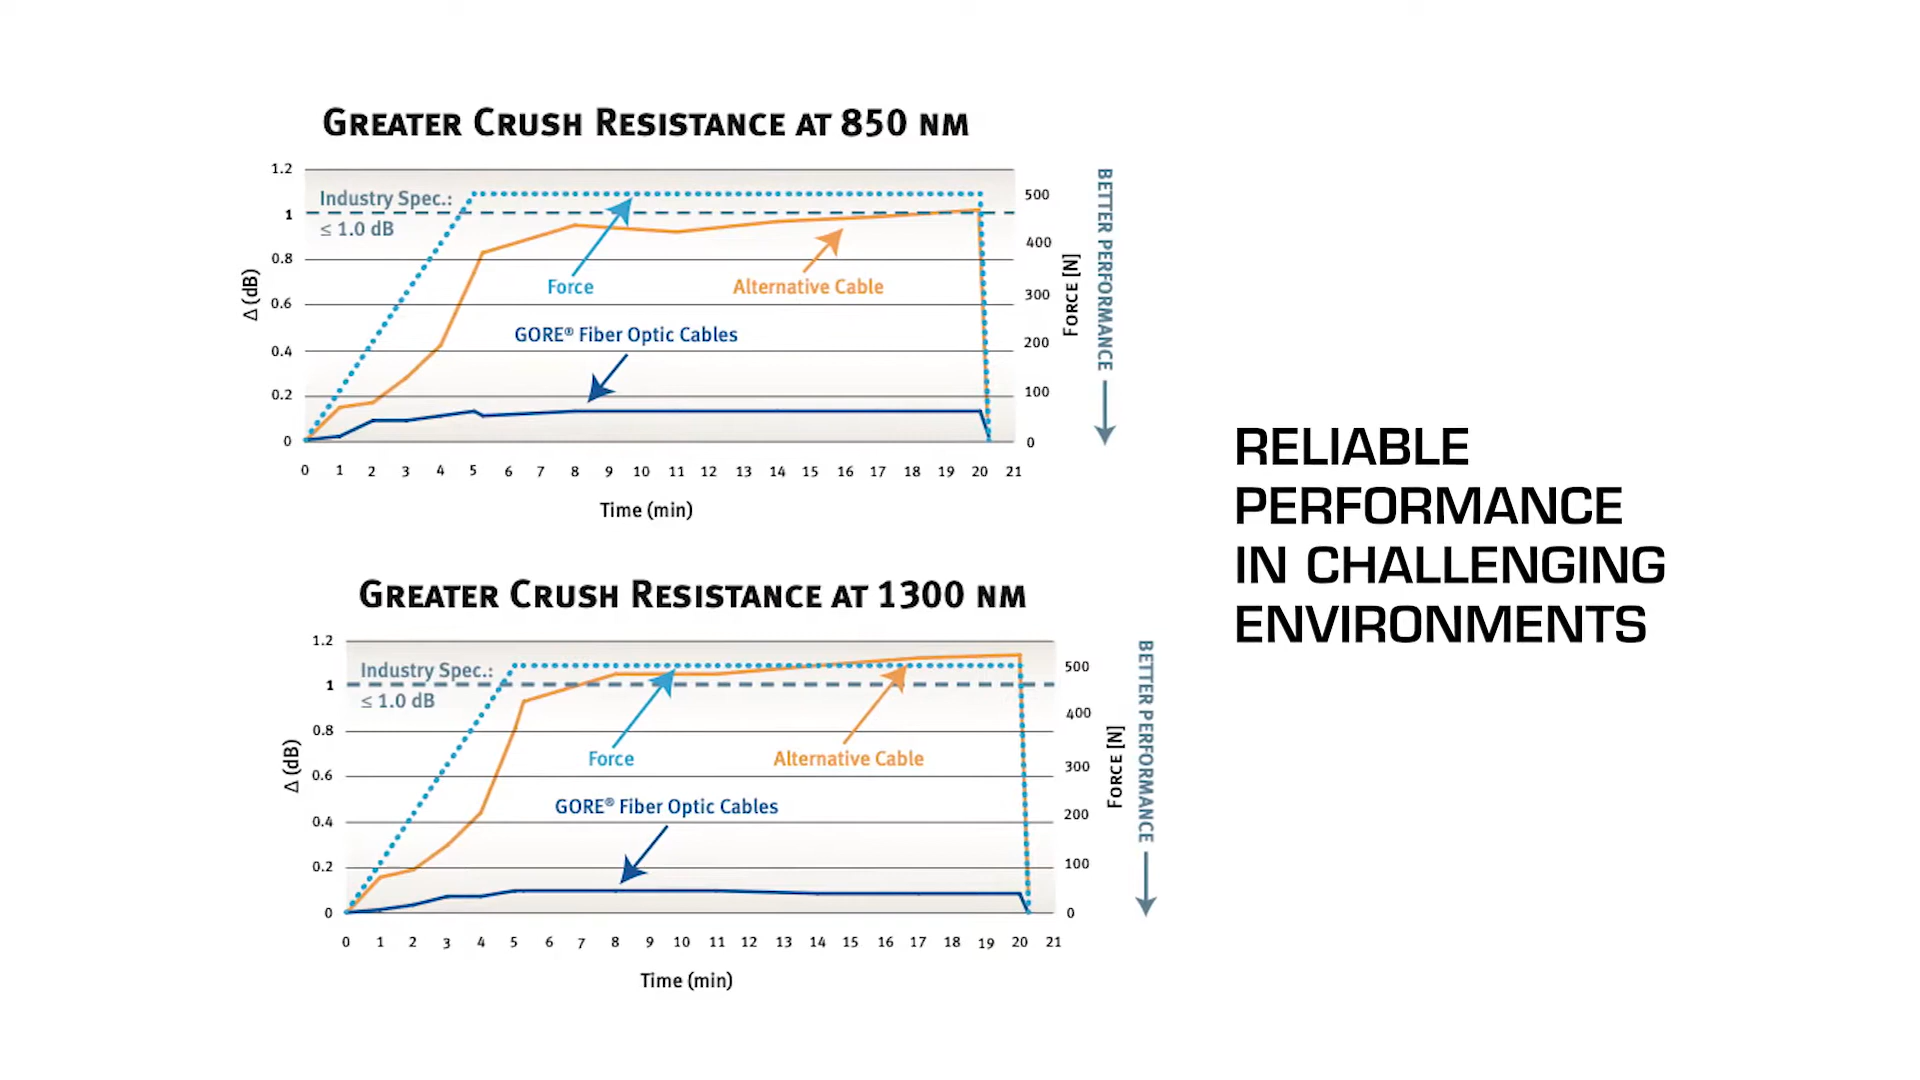 GREATER CRUSH RESISTANCE AT 850 NM
1.2
1
0.8
0.6
0.4
0.2
0
Δ (dB)
Industry Spec.:
≤ 1.0 dB
Force
Alternative Cable
GORE® Fiber Optic Cables
500
400
300
200
100
0
FORCE [N]
BETTER PERFORMANCE
0 1 2 3 4 5 6 7 8 9 10 11 12 13 14 15 16 17 18 19 20 21
Time (min)
GREATER CRUSH RESISTANCE AT 1300 NM
1.2
1
0.8
0.6
0.4
0.2
0
Δ (dB)
Industry Spec.:
≤ 1.0 dB
Force
Alternative Cable
GORE® Fiber Optic Cables
500
400
300
200
100
0
FORCE [N]
BETTER PERFORMANCE
0 1 2 3 4 5 6 7 8 9 10 11 12 13 14 15 16 17 18 19 20 21
Time (min)
RELIABLE
PERFORMANCE
IN CHALLENGING
ENVIRONMENTS